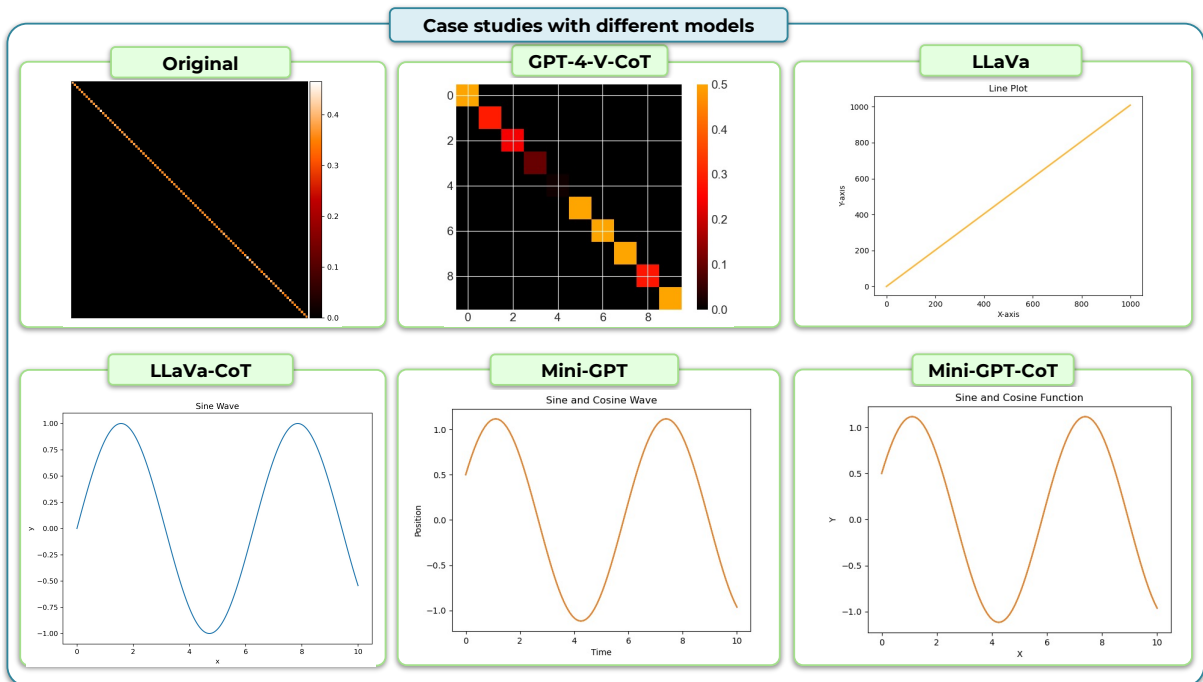 Case studies with different models
Original
0.4
0.3
0.2
0.1
0.0
GPT-4-V-CoT
0
2
4
6
8
0 2 4 6 8
0.5
0.4
0.3
0.2
0.1
0.0
LLaVa
Line Plot
Y-axis
1000
800
600
400
200
0
0 200 400 600 800 1000
X-axis
LLaVa-CoT
Sine Wave
y
1.00
0.75
0.50
0.25
0.00
−0.25
−0.50
−0.75
−1.00
0 2 4 6 8 10
x
Mini-GPT
Sine and Cosine Wave
Position
1.0
0.5
0.0
−0.5
−1.0
0 2 4 6 8 10
Time
Mini-GPT-CoT
Sine and Cosine Function
Y
1.0
0.5
0.0
−0.5
−1.0
0 2 4 6 8 10
X